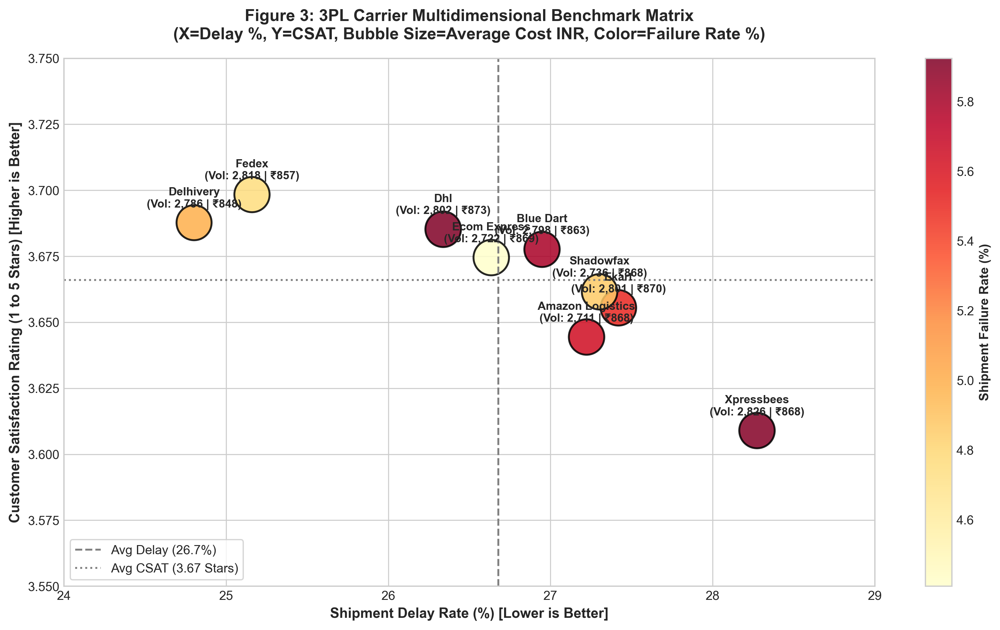 Figure 3: 3PL Carrier Multidimensional Benchmark Matrix
(X=Delay %, Y=CSAT, Bubble Size=Average Cost INR, Color=Failure Rate %)
Customer Satisfaction Rating (1 to 5 Stars) [Higher is Better]
3.750
3.725
3.700
3.675
3.650
3.625
3.600
3.575
3.550
Fedex
(Vol: 2,818 | ₹857)
Delhivery
(Vol: 2,786 | ₹848)
Dhl
(Vol: 2,802 | ₹873)
Ecom Express
(Vol: 2,722 | ₹869)
Blue Dart
(Vol: 2,798 | ₹863)
Shadowfax
(Vol: 2,736 | ₹868)
Ekart
(Vol: 2,801 | ₹870)
Amazon Logistics
(Vol: 2,711 | ₹868)
Xpressbees
(Vol: 2,826 | ₹868)
Avg Delay (26.7%)
Avg CSAT (3.67 Stars)
24
25
26
27
28
29
Shipment Delay Rate (%) [Lower is Better]
5.8
5.6
5.4
5.2
5.0
4.8
4.6
Shipment Failure Rate (%)